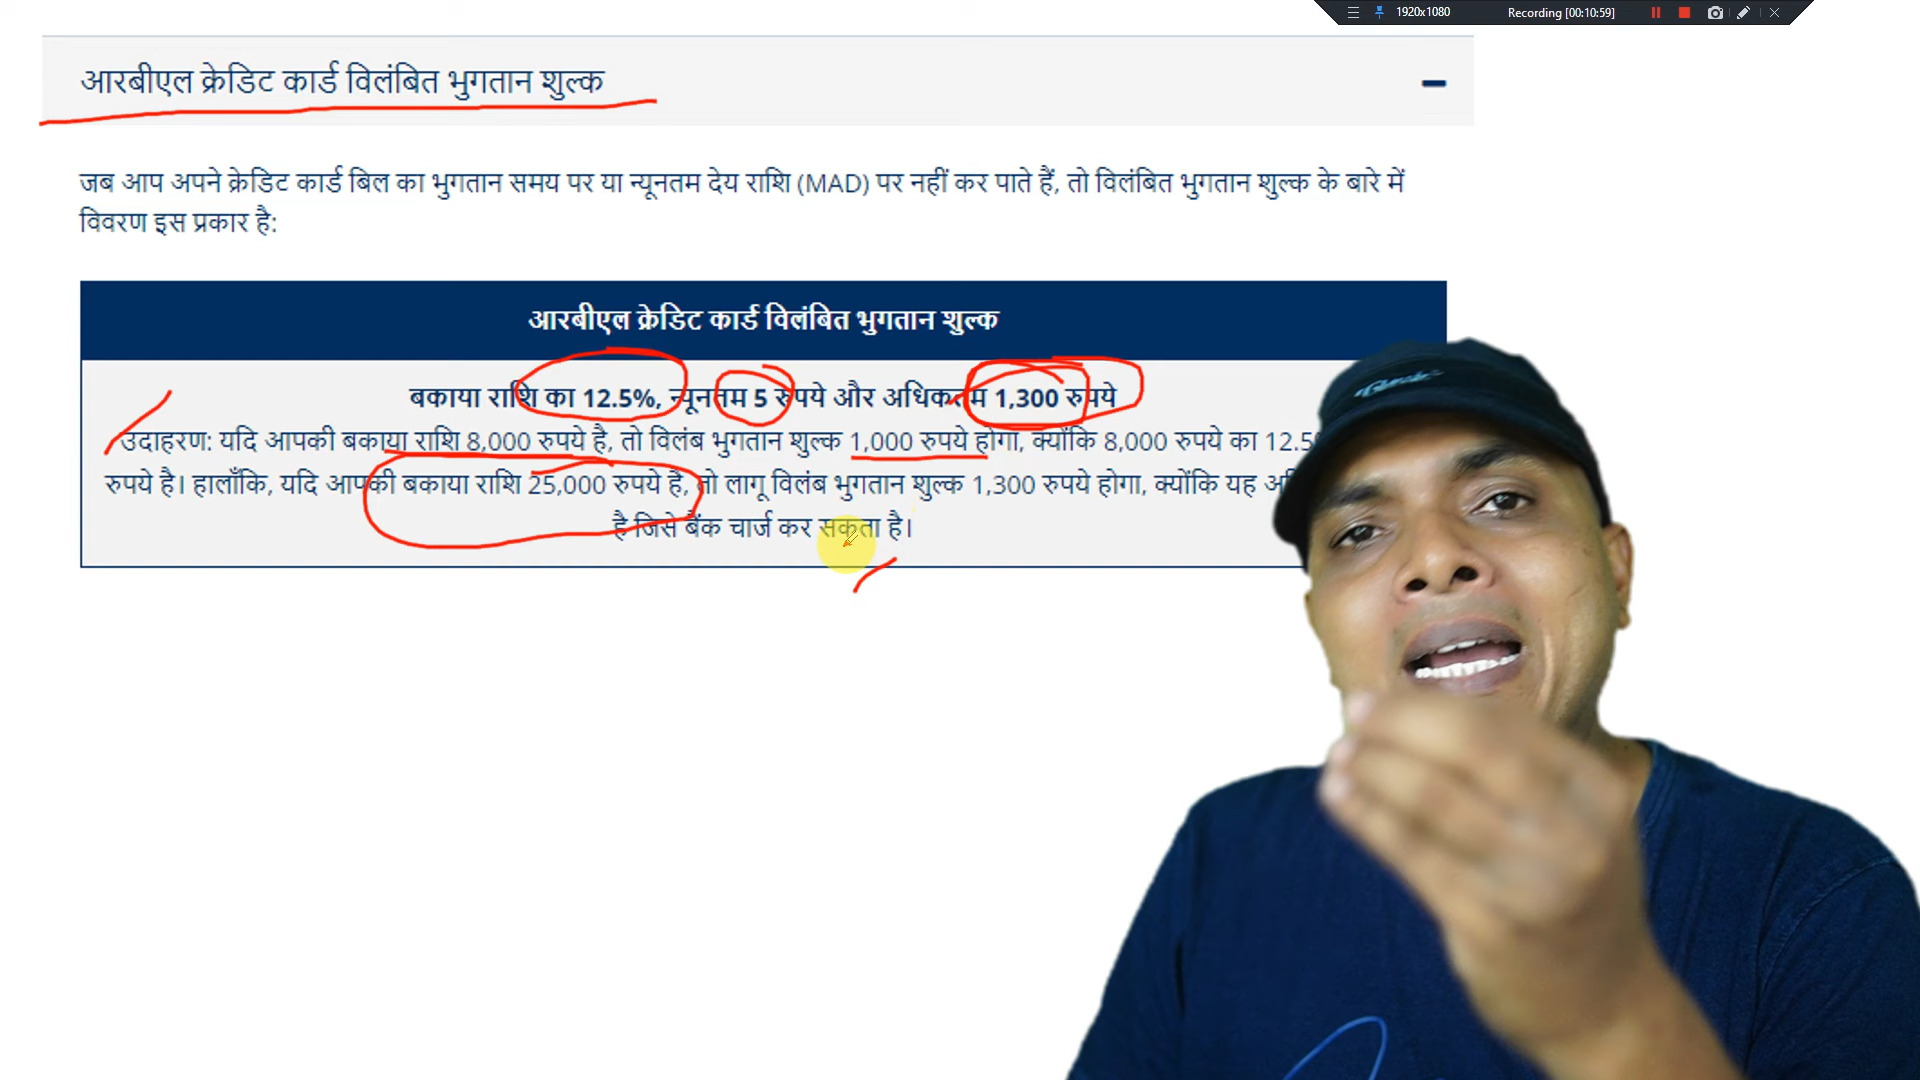 1920x1080 Recording [00:10:59]
आरबीएल क्रेडिट कार्ड विलंबित भुगतान शुल्क
जब आप अपने क्रेडिट कार्ड बिल का भुगतान समय पर या न्यूनतम देय राशि (MAD) पर नहीं कर पाते हैं, तो विलंबित भुगतान शुल्क के बारे में
विवरण इस प्रकार है:
आरबीएल क्रेडिट कार्ड विलंबित भुगतान शुल्क
बकाया राशि का 12.5%, न्यूनतम 5 रुपये और अधिकतम 1,300 रुपये
उदाहरण: यदि आपकी बकाया राशि 8,000 रुपये है, तो विलंब भुगतान शुल्क 1,000 रुपये होगा, क्योंकि 8,000 रुपये का
रुपये है। हालाँकि, यदि आपकी बकाया राशि 25,000 रुपये है, तो लागू विलंब भुगतान शुल्क 1,300 रुपये होगा, क्योंकि यह
है जिसे बैंक चार्ज कर सकता है।